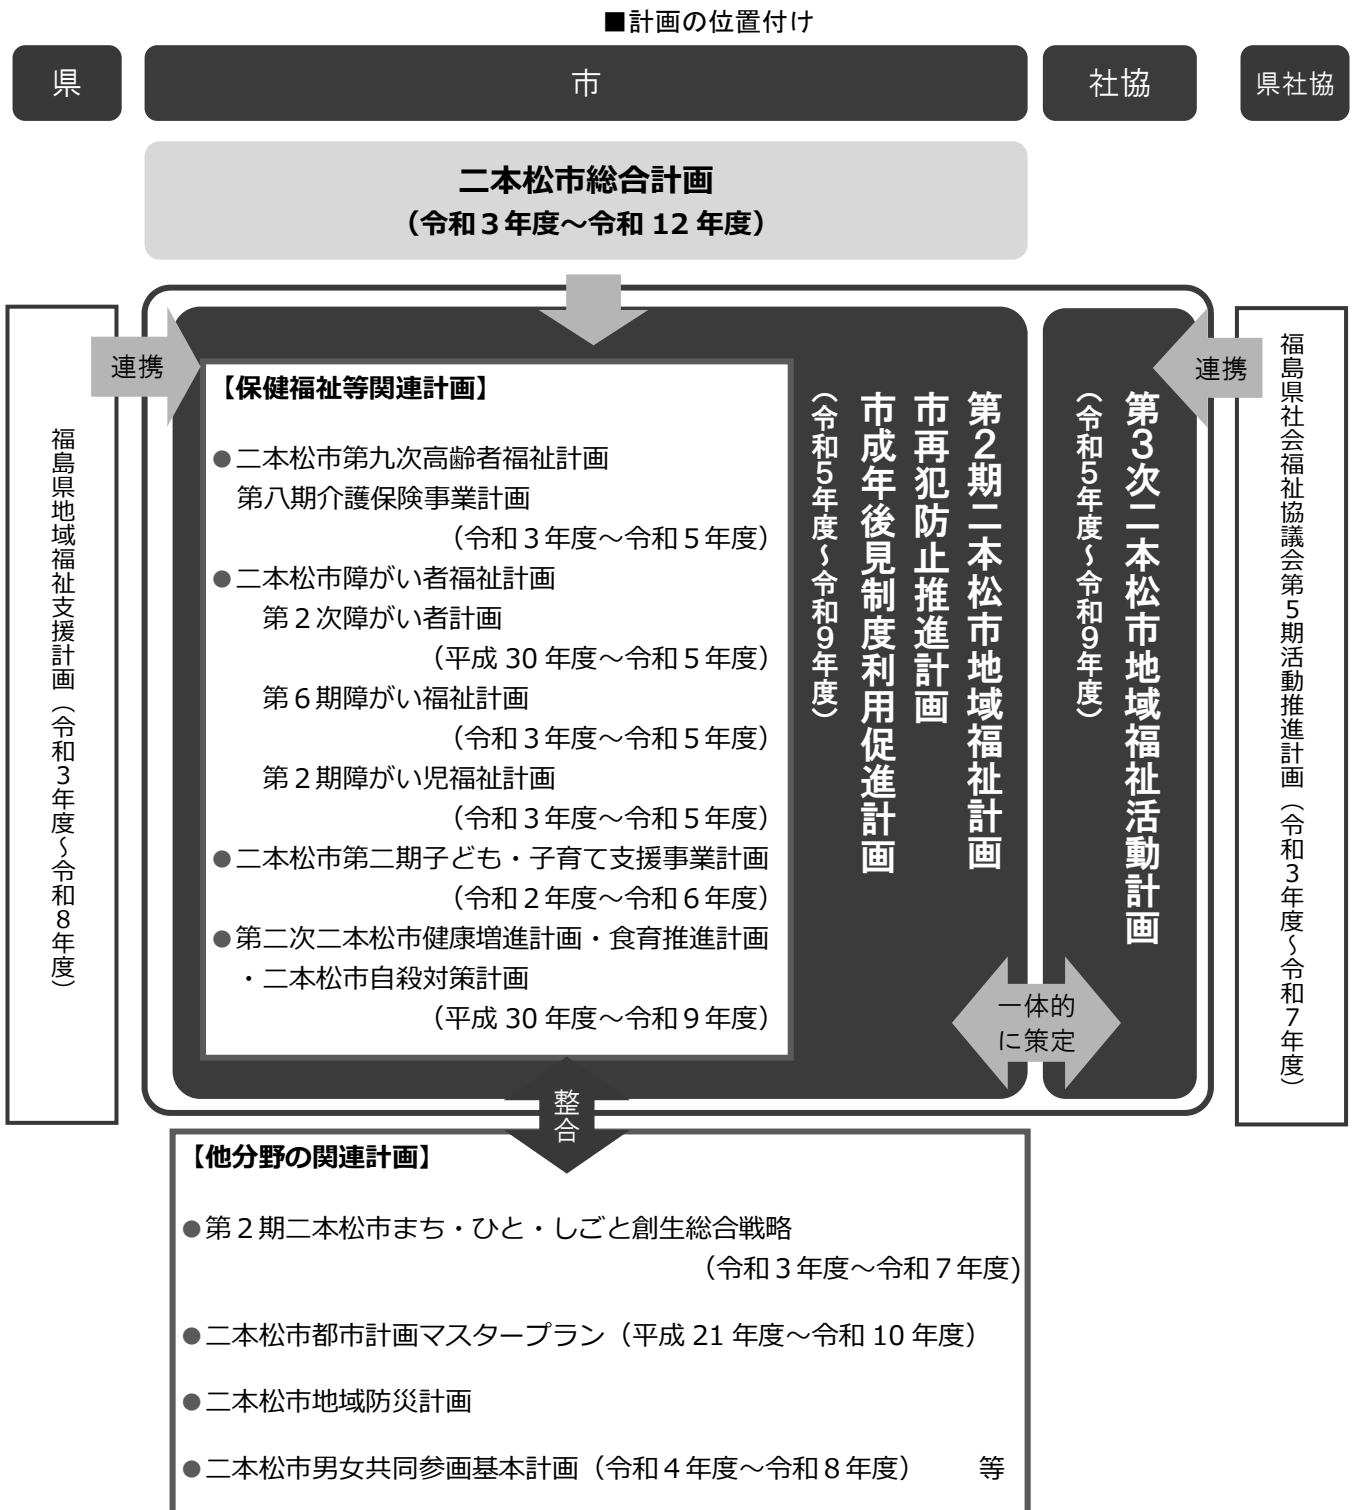 ■計画の位置付け
県
市
社協
県社協
二本松市総合計画
（令和３年度～令和 12 年度）
連携
福島県地域福祉支援計画（令和３年度～令和８年度）
【保健福祉等関連計画】
●二本松市第九次高齢者福祉計画
第八期介護保険事業計画
（令和３年度～令和５年度）
●二本松市障がい者福祉計画
第２次障がい者計画
（平成 30 年度～令和５年度）
第６期障がい福祉計画
（令和３年度～令和５年度）
第２期障がい児福祉計画
（令和３年度～令和５年度）
●二本松市第二期子ども・子育て支援事業計画
（令和２年度～令和６年度）
●第二次二本松市健康増進計画・食育推進計画
・二本松市自殺対策計画
（平成 30 年度～令和９年度）
第２期二本松市地域福祉計画
市再犯防止推進計画
市成年後見制度利用促進計画
（令和５年度～令和９年度）
第３次二本松市地域福祉活動計画
（令和５年度～令和９年度）
連携
福島県社会福祉協議会第５期活動推進計画（令和３年度～令和７年度）
一体的
に策定
整合
【他分野の関連計画】
●第２期二本松市まち・ひと・しごと創生総合戦略
（令和３年度～令和７年度)
●二本松市都市計画マスタープラン（平成 21 年度～令和 10 年度）
●二本松市地域防災計画
●二本松市男女共同参画基本計画（令和４年度～令和８年度）　　等